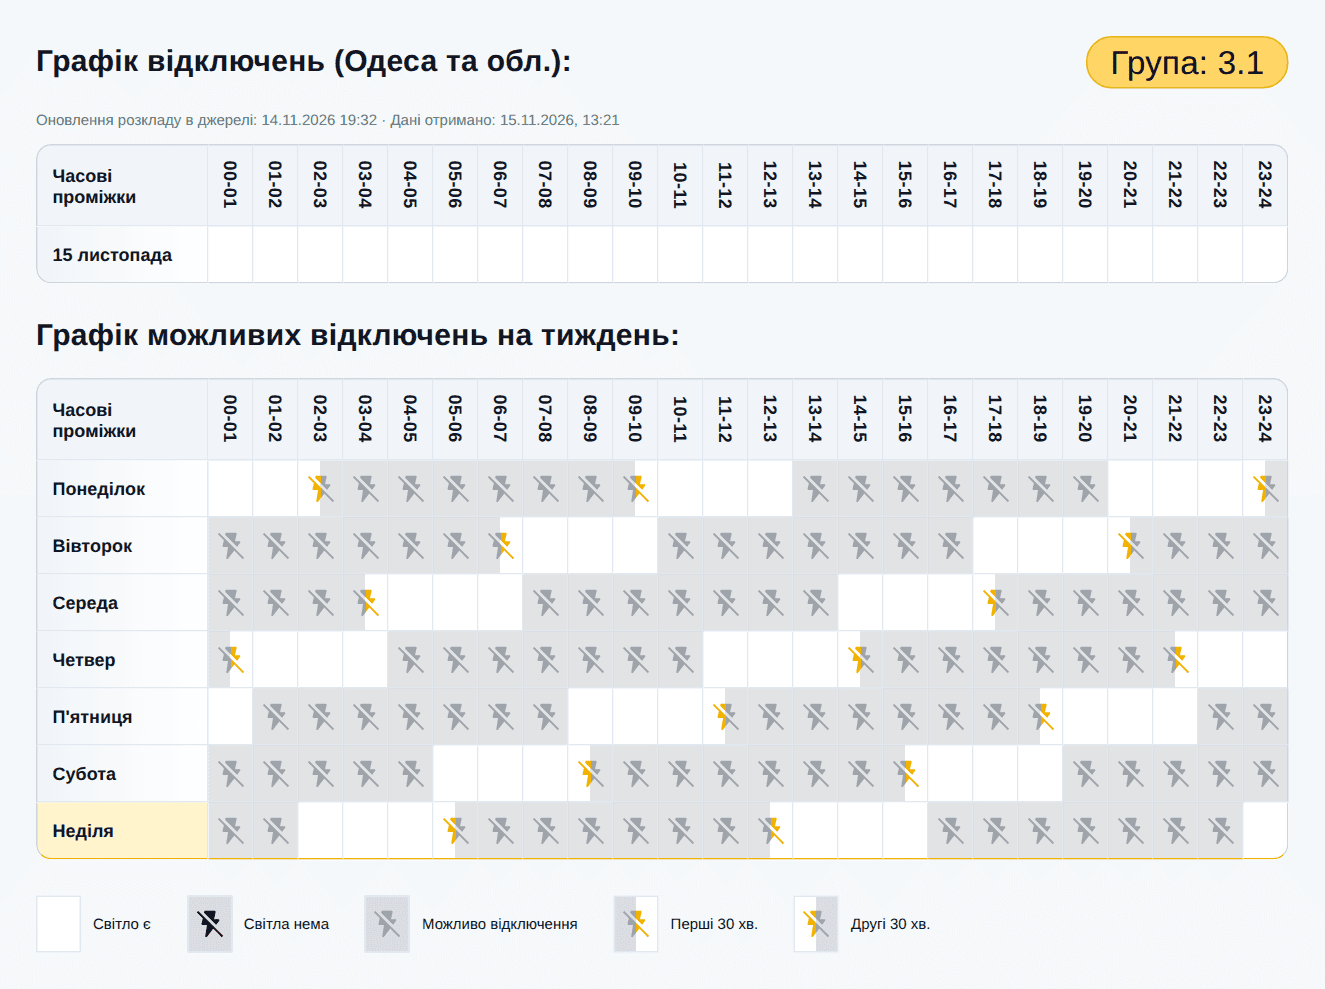 Графік відключень (Одеса та обл.):
Група: 3.1
Оновлення розкладу в джерелі: 14.11.2026 19:32 · Дані отримано: 15.11.2026, 13:21
Часові проміжки 00-01 01-02 02-03 03-04 04-05 05-06 06-07 07-08 08-09 09-10 10-11 11-12 12-13 13-14 14-15 15-16 16-17 17-18 18-19 19-20 20-21 21-22 22-23 23-24
15 листопада
Графік можливих відключень на тиждень:
Часові проміжки 00-01 01-02 02-03 03-04 04-05 05-06 06-07 07-08 08-09 09-10 10-11 11-12 12-13 13-14 14-15 15-16 16-17 17-18 18-19 19-20 20-21 21-22 22-23 23-24
Понеділок
Вівторок
Середа
Четвер
П'ятниця
Субота
Неділя
Світло є Світла нема Можливо відключення Перші 30 хв. Другі 30 хв.